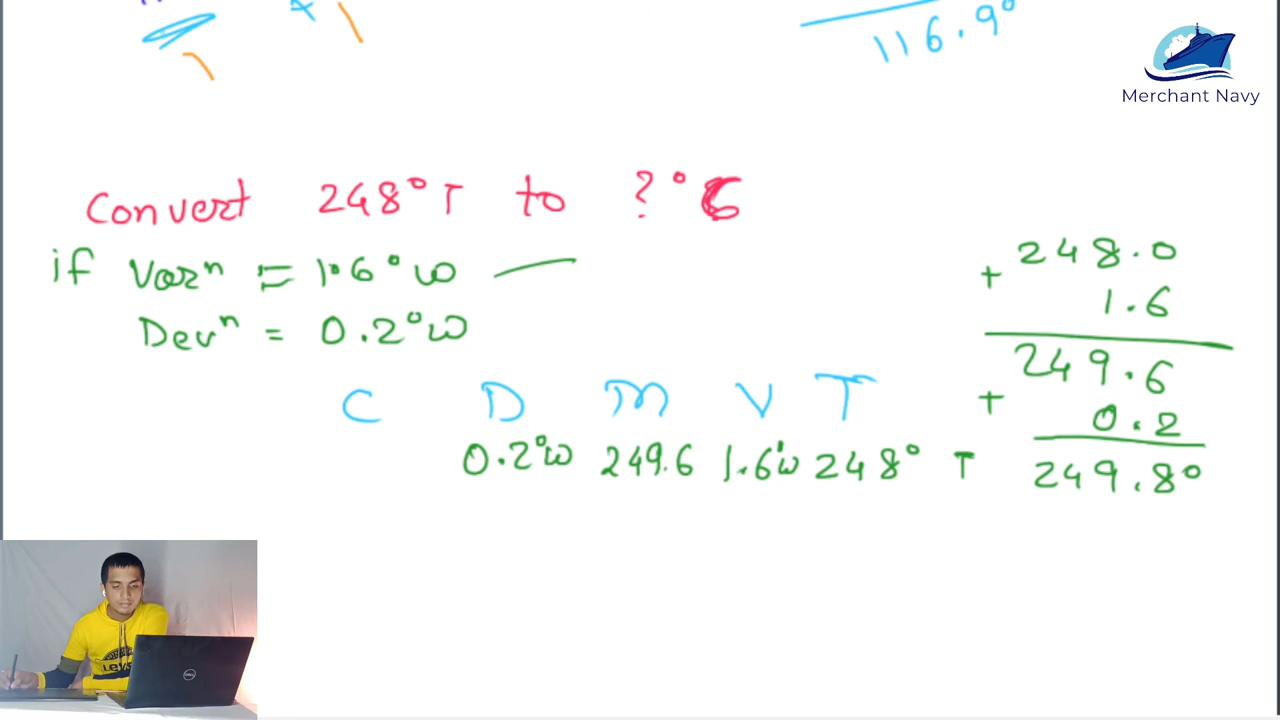 116.9°
Merchant Navy
Convert 248° T to ?° C
if Varⁿ = 1.6° W
Devⁿ = 0.2° W
C D M V T
0.2°W 249.6 1.6°W 248° T
248.0
+ 1.6
249.6
+ 0.2
249.8°
DELL